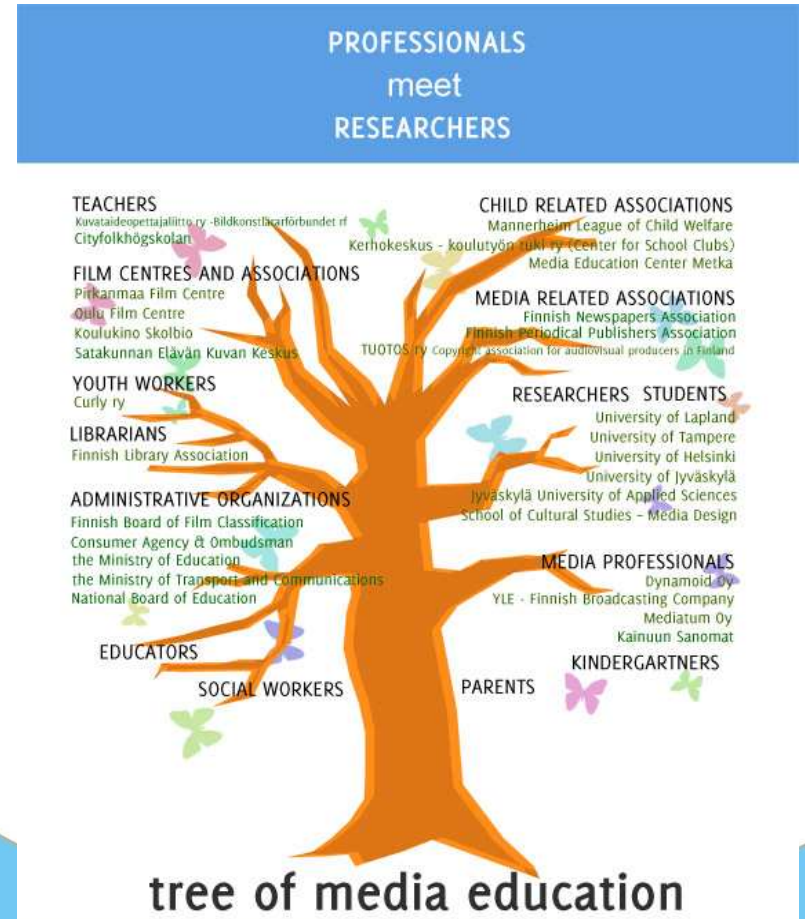 PROFESSIONALS
meet
RESEARCHERS
TEACHERS
Kuvataideopettajaliitto ry -Bildkonstläcarförbundet rf
Cityfolkhögskolan
FILM CENTRES AND ASSOCIATIONS
Pirkanmaa Film Centre
Oulu Film Centre
Koulukino Skolbio
Satakunnan Elävän Kuvan Keskus
YOUTH WORKERS
Curly ry
LIBRARIANS
Finnish Library Association
ADMINISTRATIVE ORGANIZATIONS
Finnish Board of Film Classification
Consumer Agency & Ombudsman
the Ministry of Education
the Ministry of Transport and Communications
National Board of Education
EDUCATORS
SOCIAL WORKERS
CHILD RELATED ASSOCIATIONS
Mannerheim League of Child Welfare
Kerhokeskus - koulutyön tuki ry (Center for School Clubs)
Media Education Center Metka
MEDIA RELATED ASSOCIATIONS
Finnish Newspapers Association
Finnish Periodical Publishers Association
TUOTOS ry Copyright association for audiovisual producers in Finland
RESEARCHERS STUDENTS
University of Lapland
University of Tampere
University of Helsinki
University of Jyväskylä
Jyväskylä University of Applied Sciences
School of Cultural Studies - Media Design
MEDIA PROFESSIONALS
Dynamoid Oy
YLE - Finnish Broadcasting Company
Mediatum Oy
Kainuun Sanomat
KINDERGARTNERS
PARENTS
tree of media education